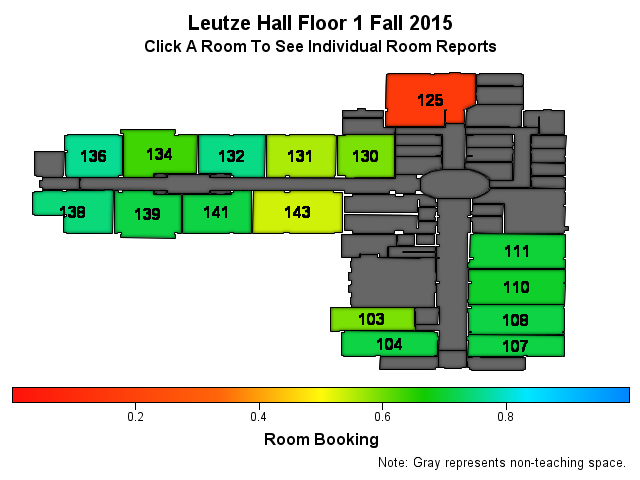 Leutze Hall Floor 1 Fall 2015
Click A Room To See Individual Room Reports
125
136 134 132 131 130
138 139 141 143
111
110
103 108
104 107
0.2 0.4 0.6 0.8
Room Booking
Note: Gray represents non-teaching space.